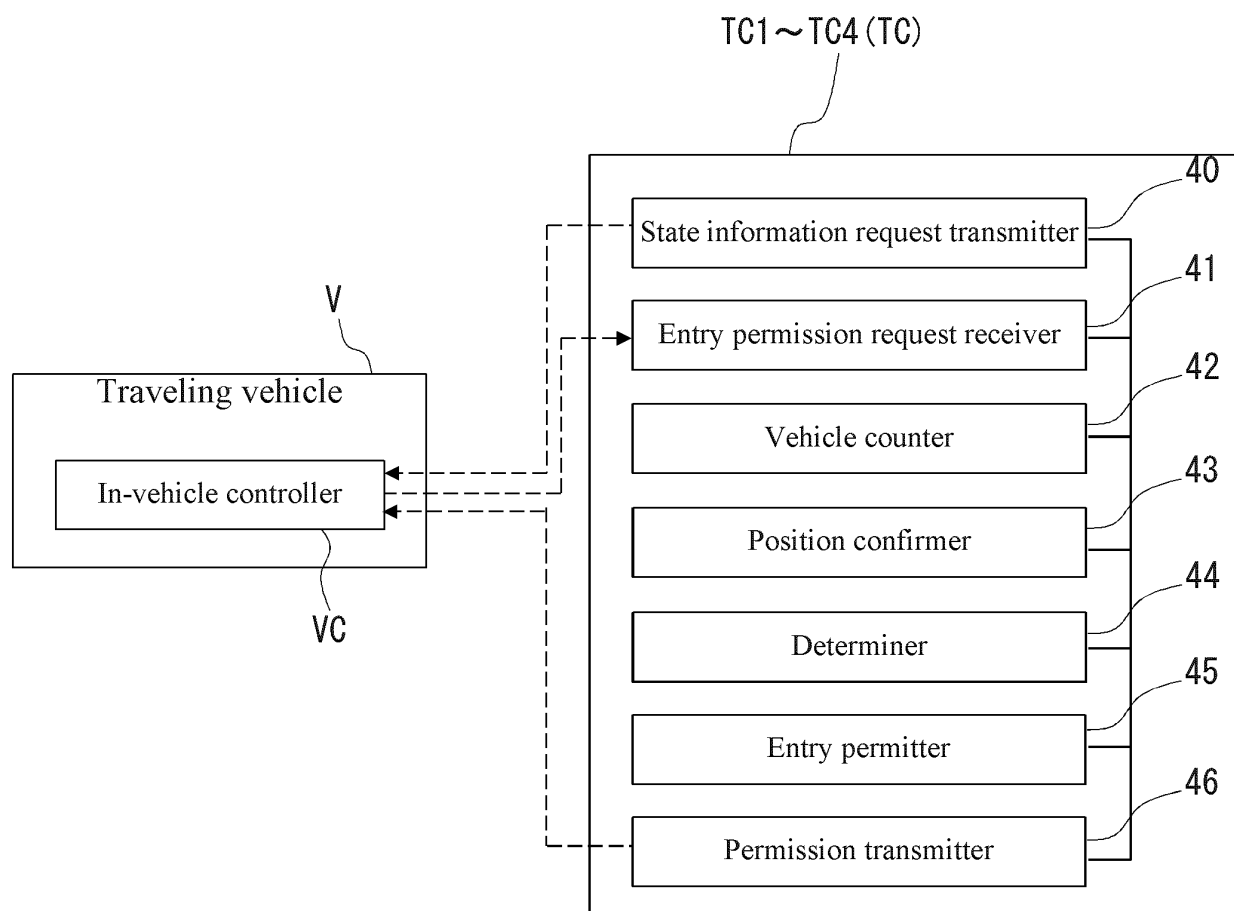 TC1～TC4(TC)
40
State information request transmitter
41
Entry permission request receiver
V
42
Traveling vehicle
Vehicle counter
43
In-vehicle controller
Position confirmer
VC
44
Determiner
45
Entry permitter
46
Permission transmitter